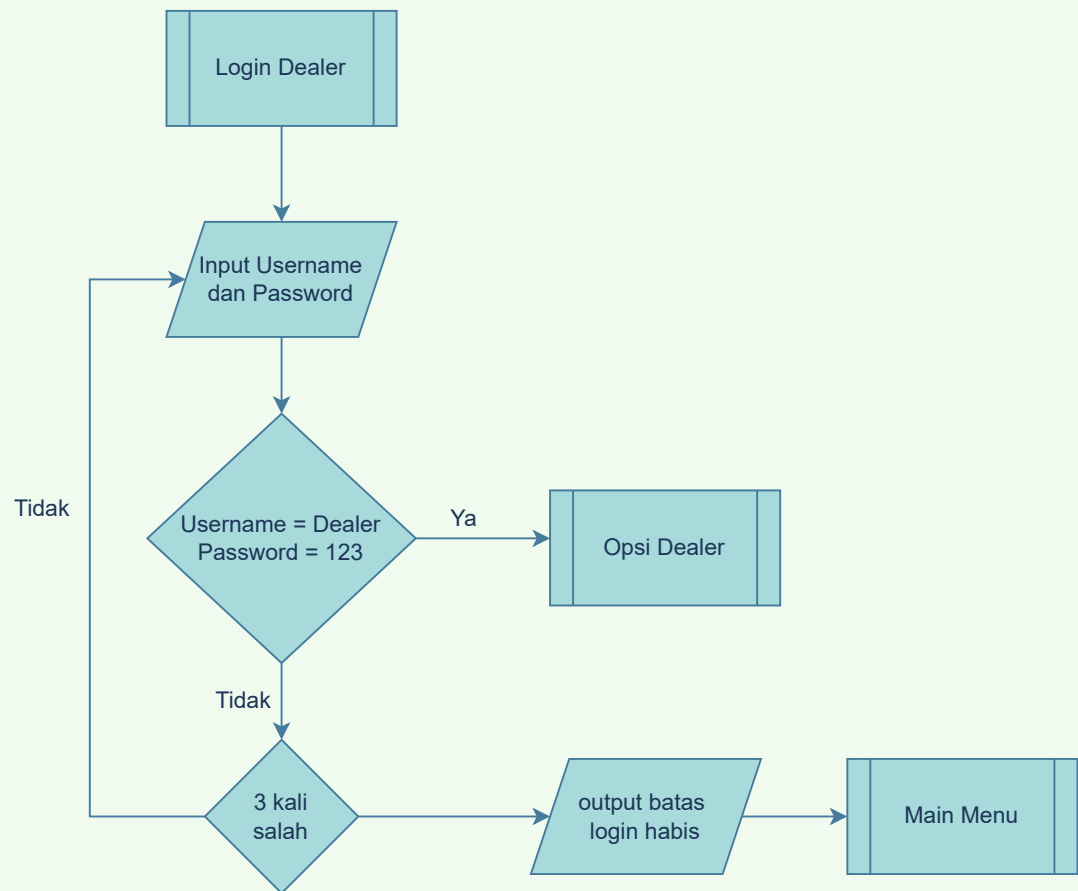 Login Dealer
Input Username
dan Password
Tidak
Username = Dealer
Password = 123
Ya
Opsi Dealer
Tidak
3 kali
salah
output batas
login habis
Main Menu